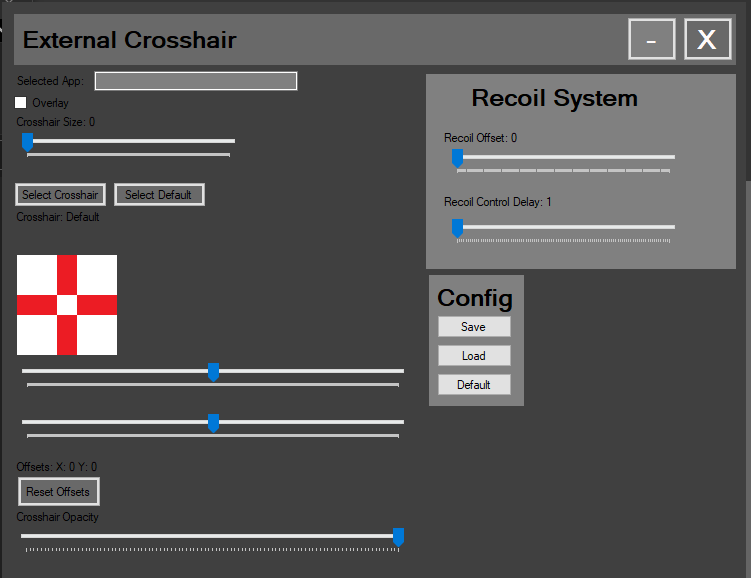 External Crosshair
-
X
Selected App:
Overlay
Crosshair Size: 0
Select Crosshair
Select Default
Crosshair: Default
Offsets: X: 0 Y: 0
Reset Offsets
Crosshair Opacity
Recoil System
Recoil Offset: 0
Recoil Control Delay: 1
Config
Save
Load
Default